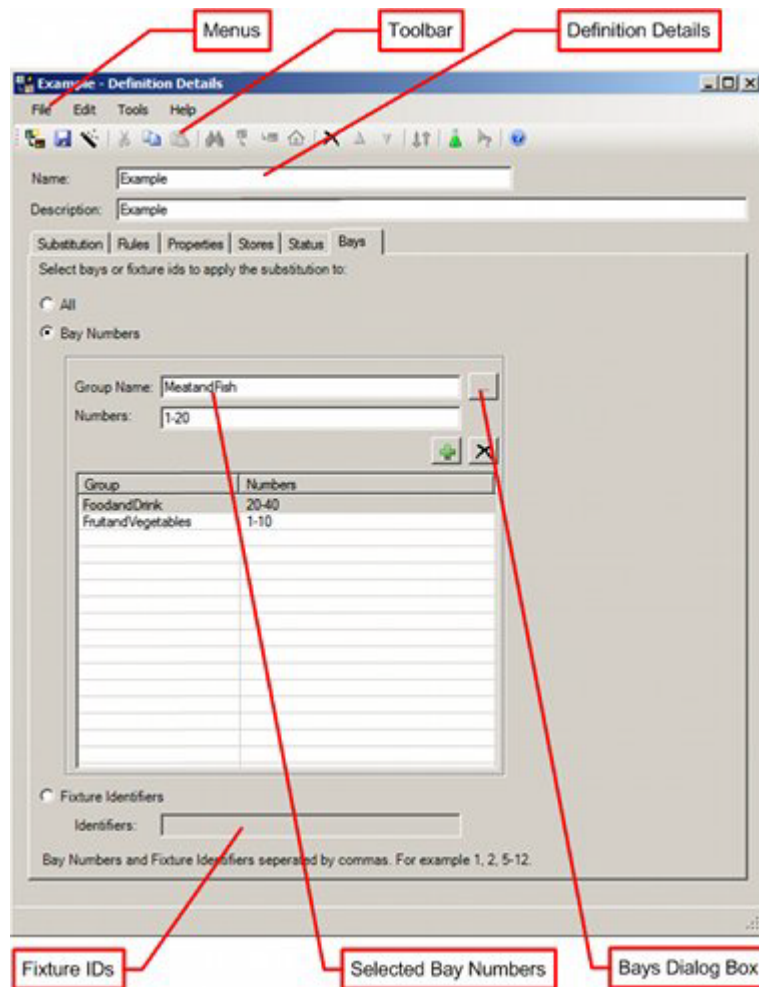 Menus Toolbar Definition Details
Example - Definition Details
File Edit Tools Help
Name: Example
Description: Example
Substitution Rules Properties Stores Status Bays
Select bays or fixture ids to apply the substitution to:
All
Bay Numbers
Group Name: MeatandFish ...
Numbers: 1-20
Group Numbers
FoodandDrink 20-40
FruitandVegetables 1-10
Fixture Identifiers
Identifiers:
Bay Numbers and Fixture Identifiers seperated by commas. For example 1, 2, 5-12.
Fixture IDs Selected Bay Numbers Bays Dialog Box